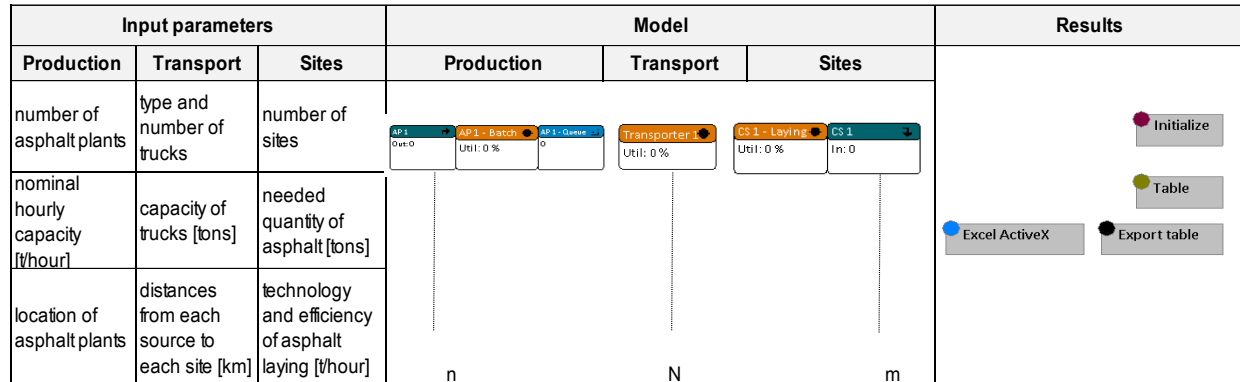 Input parameters
Model
Results
Production
Transport
Sites
Production
Transport
Sites
number of
asphalt plants
type and
number of
trucks
number of
sites
nominal
hourly
capacity
[t/hour]
capacity of
trucks [tons]
needed
quantity of
asphalt [tons]
location of
asphalt plants
distances
from each
source to
each site [km]
technology
and efficiency
of asphalt
laying [t/hour]
AP 1
Out:0
AP 1 - Batch
Util: 0 %
AP 1 - Queue
0
Transporter 1
Util: 0 %
CS 1 - Laying
Util: 0 %
CS 1
In: 0
n
N
m
Initialize
Table
Excel ActiveX
Export table